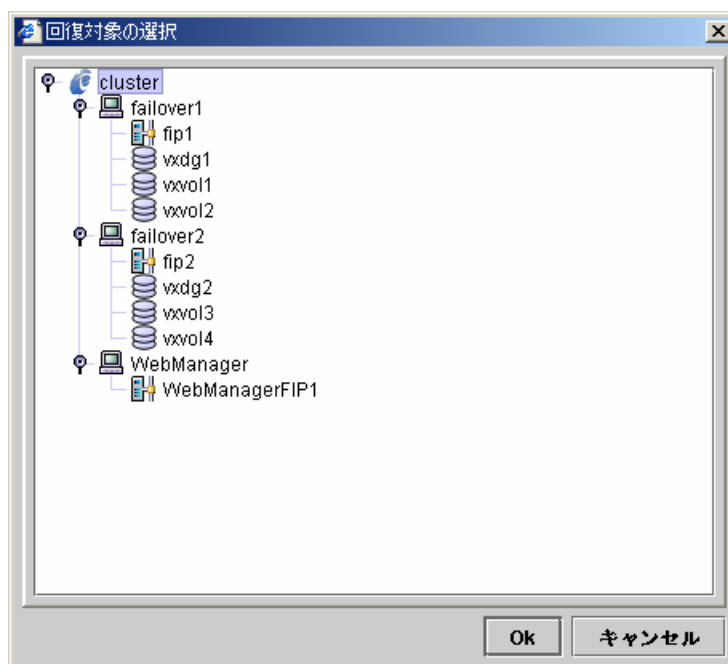 回復対象の選択
cluster
failover1
fip1
vxdg1
vxvol1
vxvol2
failover2
fip2
vxdg2
vxvol3
vxvol4
WebManager
WebManagerFIP1
Ok キャンセル